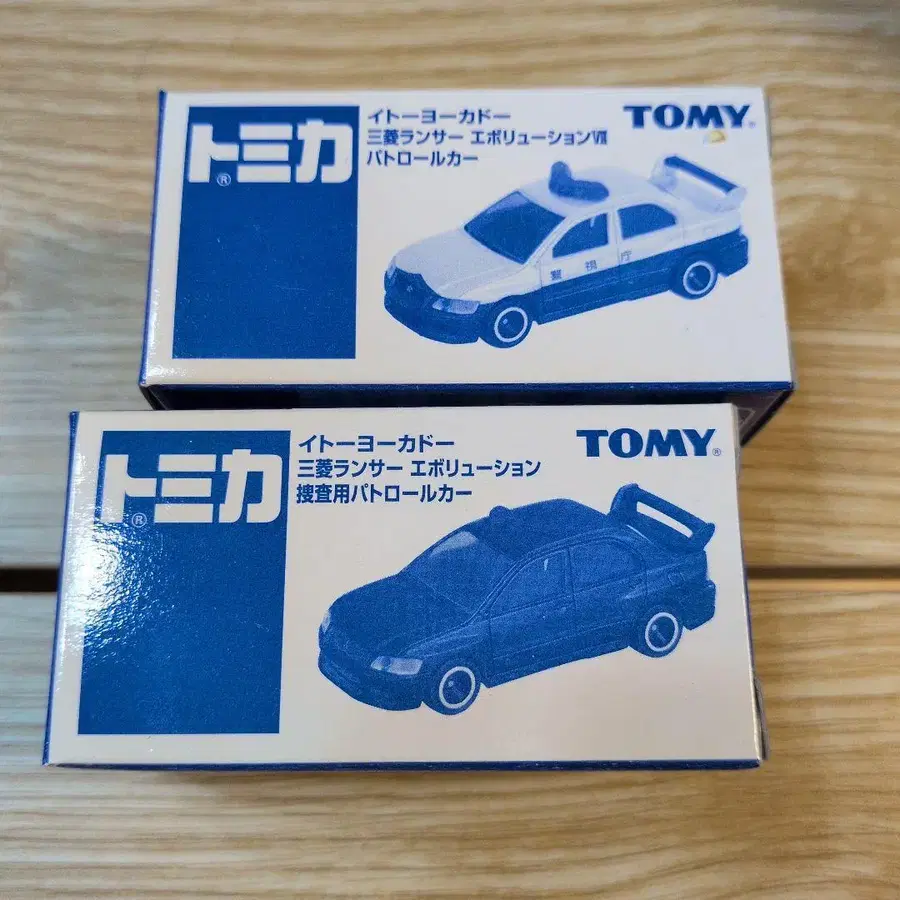 トミカ®
イトーヨーカドー
三菱ランサー エボリューションⅦ
パトロールカー
TOMY®
警視庁
トミカ®
イトーヨーカドー
三菱ランサー エボリューション
捜査用パトロールカー
TOMY®